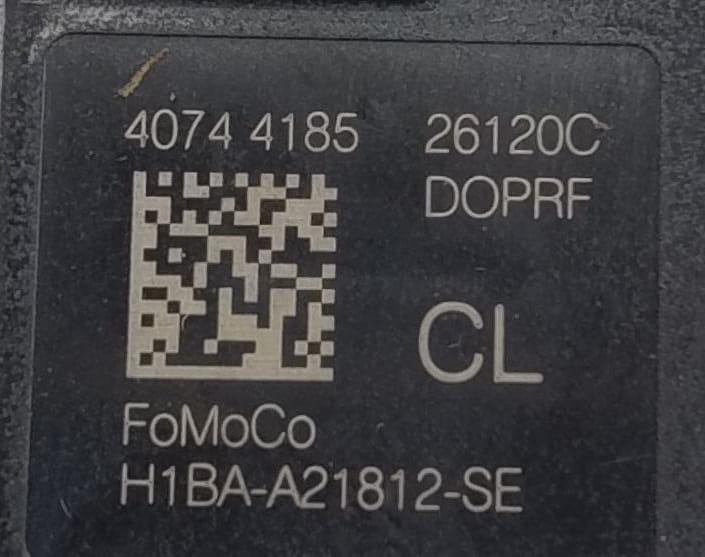 4074 4185 26120C
DOPRF
CL
FoMoCo
H1BA-A21812-SE